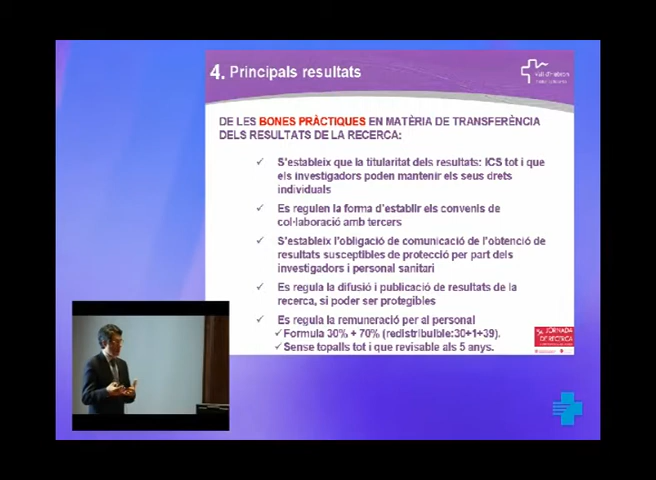 4. Principals resultats
Vall d'Hebron
DE LES BONES PRÀCTIQUES EN MATÈRIA DE TRANSFERÈNCIA
DELS RESULTATS DE LA RECERCA:
✓ S'estableix que la titularitat dels resultats: ICS tot i que
els investigadors poden mantenir els seus drets
individuals
✓ Es regulen la forma d'establir els convenis de
col·laboració amb tercers
✓ S'estableix l'obligació de comunicació de l'obtenció de
resultats susceptibles de protecció per part dels
investigadors i personal sanitari
✓ Es regula la difusió i publicació de resultats de la
recerca, si poder ser protegibles
✓ Es regula la remuneració per al personal
✓ Formula 30% + 70% (redistribuïble:30+1+39).
✓ Sense topalls tot i que revisable als 5 anys.
JORNADA
DE RECERCA